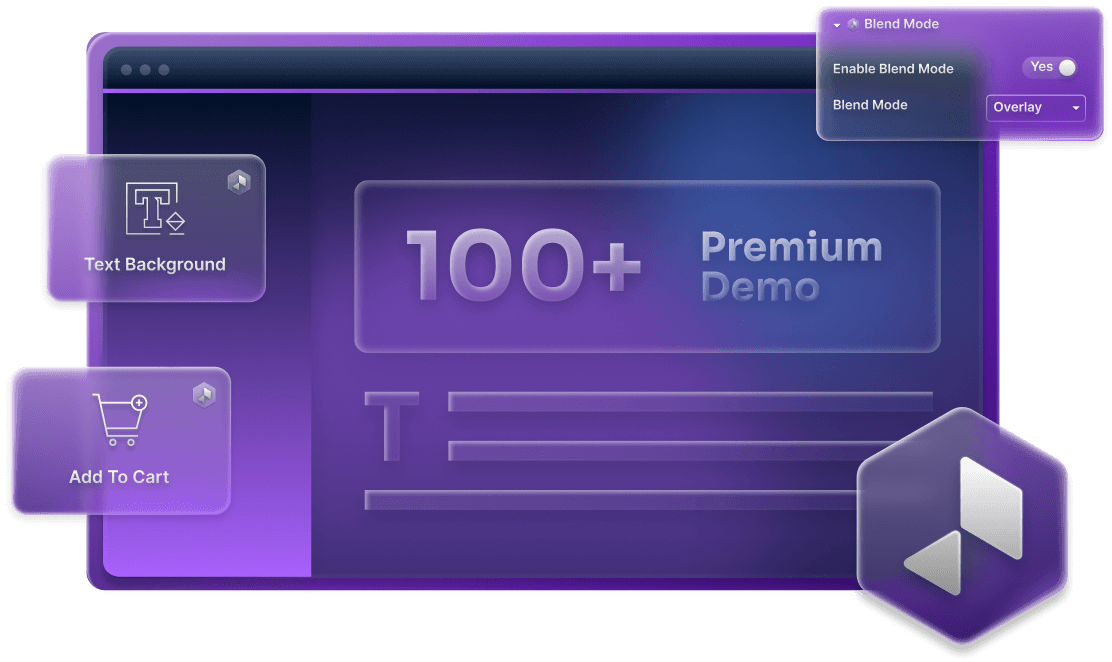 Blend Mode
Enable Blend Mode
Yes
Blend Mode
Overlay
Text Background
100+
Premium
Demo
T
Add To Cart